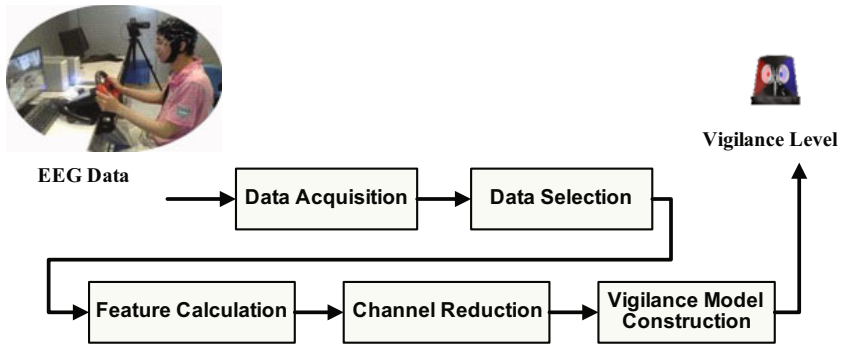 Vigilance Level
EEG Data
Data Acquisition
Data Selection
Feature Calculation
Channel Reduction
Vigilance Model
Construction